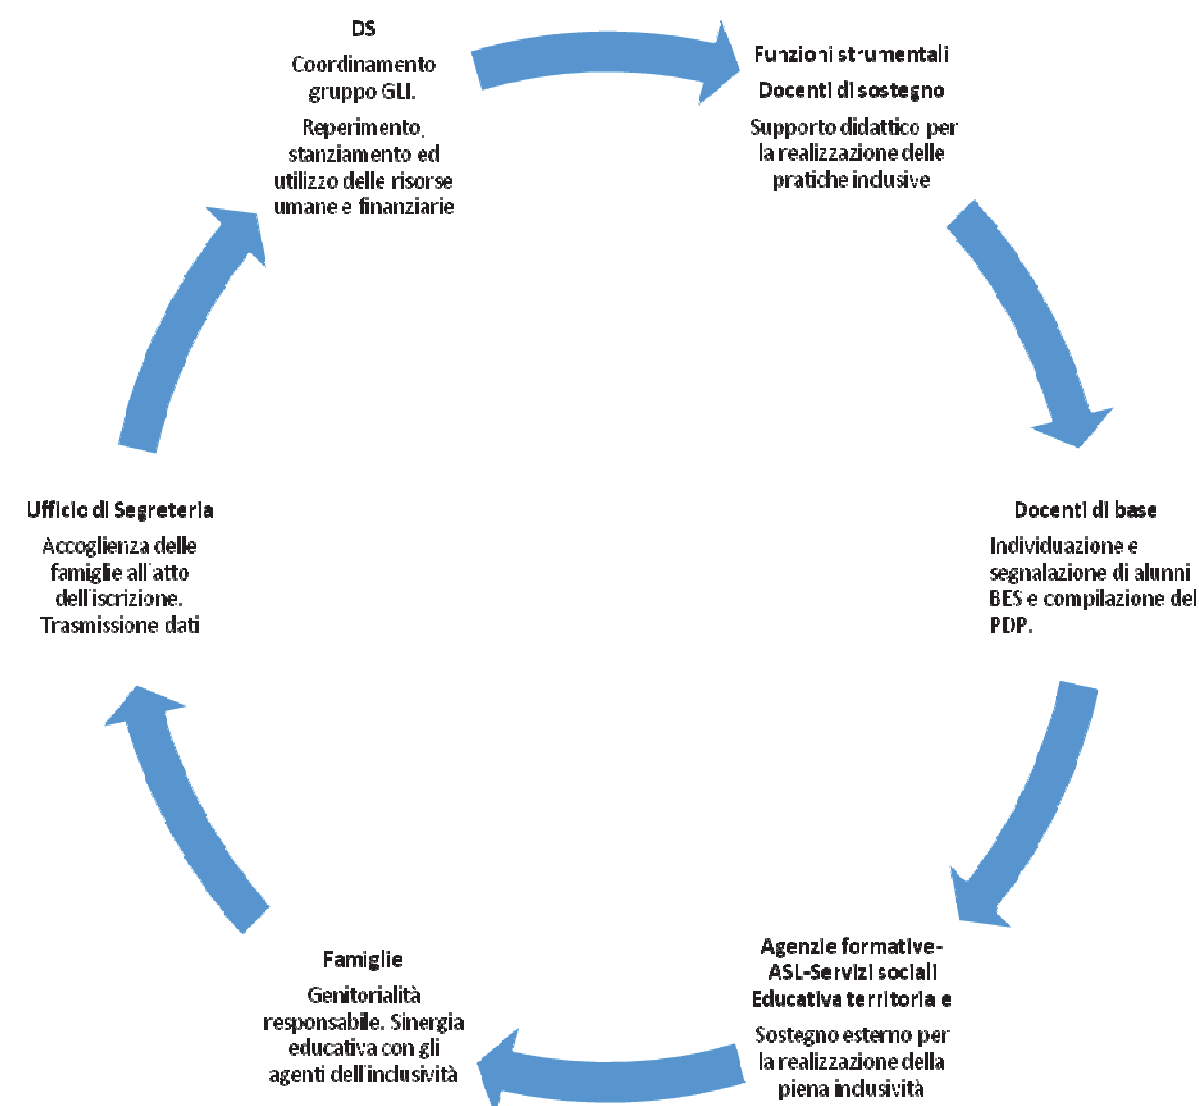 DS
Coordinamento
gruppo GLI.
Reperimento,
stanziamento ed
utilizzo delle risorse
umane e finanziarie
Funzioni strumentali
Docenti di sostegno
Supporto didattico per
la realizzazione delle
pratiche inclusive
Docenti di base
Individuazione e
segnalazione di alunni
BES e compilazione del
PDP.
Agenzie formative-
ASL-Servizi sociali
Educativa territoria e
Sostegno esterno per
la realizzazione della
piena inclusività
Famiglie
Genitorialità
responsabile. Sinergia
educativa con gli
agenti dell'inclusività
Ufficio di Segreteria
Accoglienza delle
famiglie all'atto
dell'iscrizione.
Trasmissione dati